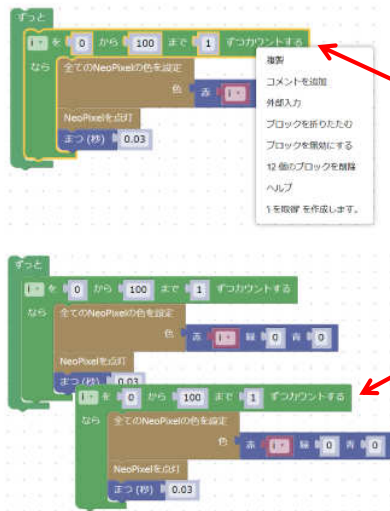 ずっと
i を 0 から 100 まで 1 ずつカウントする
なら 全てのNeoPixelの色を設定
色 赤 i
NeoPixelを点灯
まつ (秒) 0.03
複製
コメントを追加
外部入力
ブロックを折りたたむ
ブロックを無効にする
12 個のブロックを削除
ヘルプ
'i'を取得' を作成します。
ずっと
i を 0 から 100 まで 1 ずつカウントする
なら 全てのNeoPixelの色を設定
色 赤 i 緑 0 青 0
NeoPixelを点灯
まつ (秒) 0.03
i を 0 から 100 まで 1 ずつカウントする
なら 全てのNeoPixelの色を設定
色 赤 i 緑 0 青 0
NeoPixelを点灯
まつ (秒) 0.03